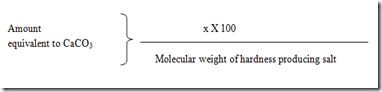 Amount
equivalent to CaCO₃
x X 100
Molecular weight of hardness producing salt